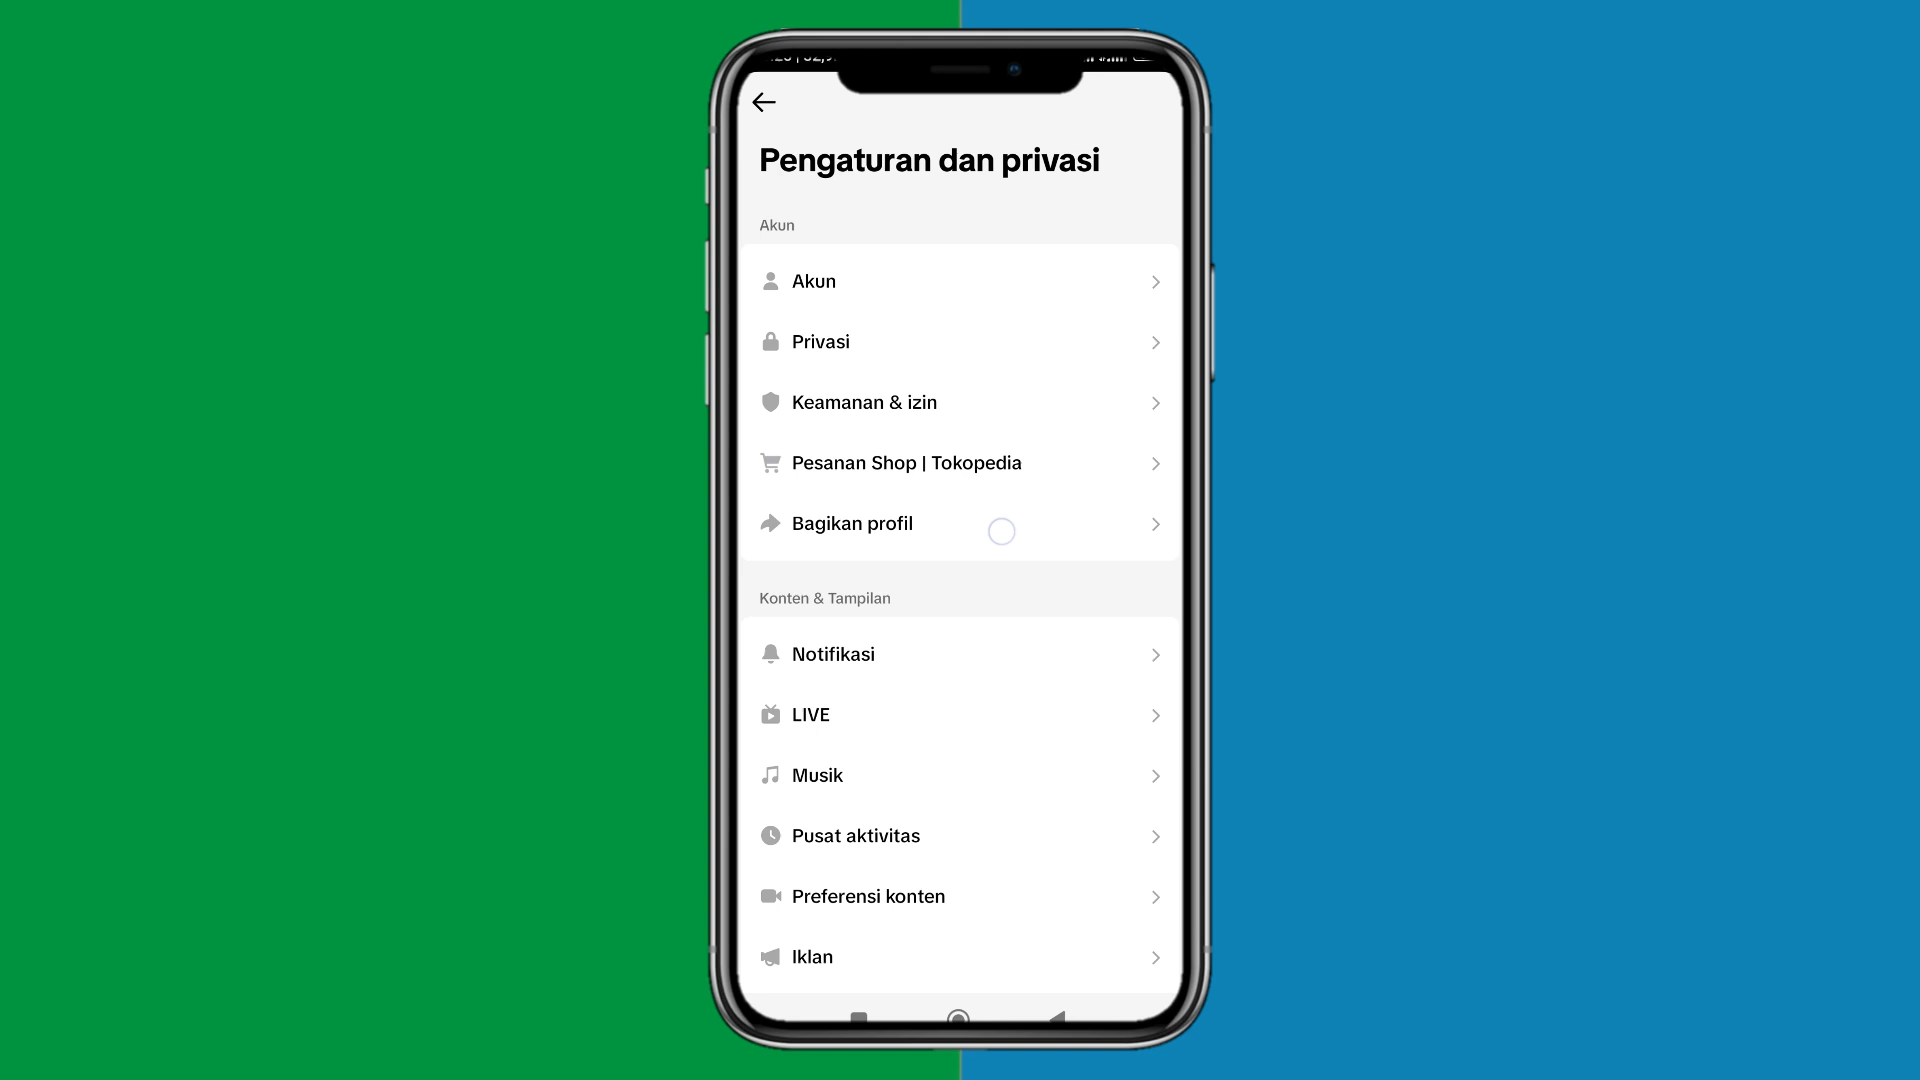 Pengaturan dan privasi
Akun
Akun
Privasi
Keamanan & izin
Pesanan Shop | Tokopedia
Bagikan profil
Konten & Tampilan
Notifikasi
LIVE
Musik
Pusat aktivitas
Preferensi konten
Iklan